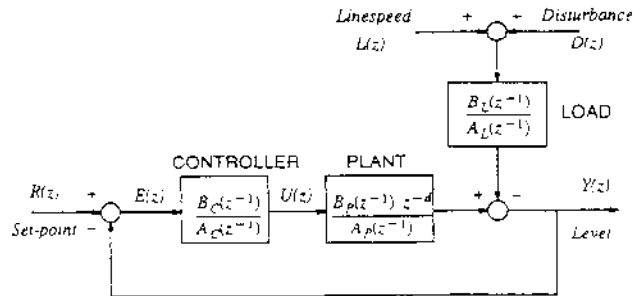 Linespeed + + Disturbance
L(z) D(z)
B_L(z^{-1})
A_L(z^{-1})
LOAD
CONTROLLER PLANT
R(z) + E(z) B_C(z^{-1}) U(z) B_P(z^{-1}) z^{-d} + - Y(z)
Set-point - A_C(z^{-1}) A_P(z^{-1}) Level